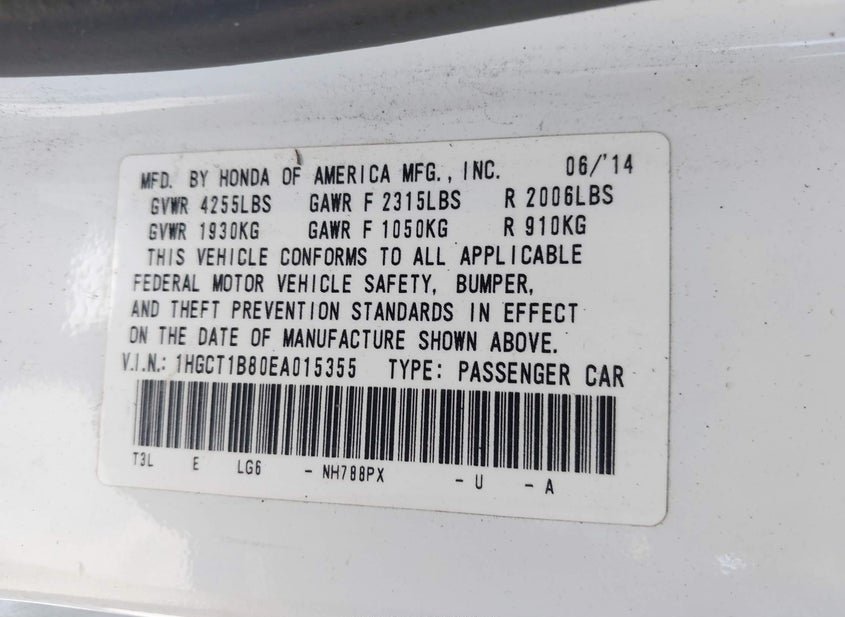 MFD. BY HONDA OF AMERICA MFG., INC. 06/'14
GVWR 4255LBS GAWR F 2315LBS R 2006LBS
GVWR 1930KG GAWR F 1050KG R 910KG
THIS VEHICLE CONFORMS TO ALL APPLICABLE
FEDERAL MOTOR VEHICLE SAFETY, BUMPER,
AND THEFT PREVENTION STANDARDS IN EFFECT
ON THE DATE OF MANUFACTURE SHOWN ABOVE.
V.I.N.: 1HGCT1B80EA015355 TYPE: PASSENGER CAR
T3L E LG6 - NH788PX - U - A